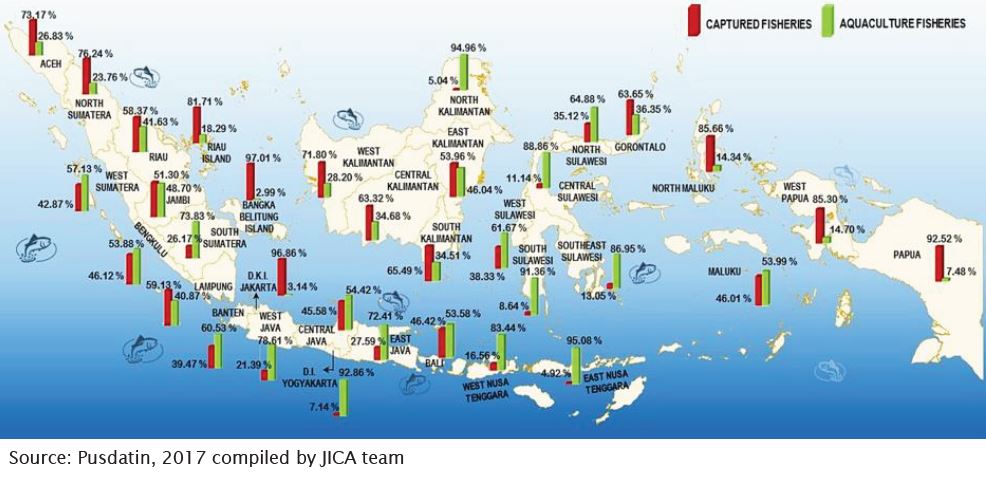 CAPTURED FISHERIES
AQUACULTURE FISHERIES
73.17 %
26.83 %
ACEH
76.24 %
23.76 %
NORTH
SUMATERA
58.37 %
41.63 %
RIAU
81.71 %
18.29 %
RIAU
ISLAND
57.13 %
42.87 %
WEST
SUMATERA
51.30 %
48.70 %
JAMBI
97.01 %
2.99 %
BANGKA
BELITUNG
ISLAND
73.83 %
26.17 %
SOUTH
SUMATERA
53.88 %
46.12 %
BENGKULU
59.13 %
40.87 %
LAMPUNG
96.86 %
3.14 %
D.K.I.
JAKARTA
60.53 %
39.47 %
BANTEN
WEST
JAVA
78.61 %
21.39 %
54.42 %
45.58 %
CENTRAL
JAVA
92.86 %
7.14 %
D.I.
YOGYAKARTA
72.41 %
27.59 %
EAST
JAVA
53.58 %
46.42 %
BALI
83.44 %
16.56 %
WEST NUSA
TENGGARA
95.08 %
4.92 %
EAST NUSA
TENGGARA
71.80 %
28.20 %
WEST
KALIMANTAN
94.96 %
5.04 %
NORTH
KALIMANTAN
EAST
KALIMANTAN
53.96 %
46.04 %
CENTRAL
KALIMANTAN
63.32 %
34.68 %
SOUTH
KALIMANTAN
34.51 %
65.49 %
64.88 %
35.12 %
NORTH
SULAWESI
63.65 %
36.35 %
GORONTALO
88.86 %
11.14 %
CENTRAL
SULAWESI
WEST
SULAWESI
61.67 %
38.33 %
SOUTH
SULAWESI
91.36 %
8.64 %
SOUTHEAST
SULAWESI
86.95 %
13.05 %
85.66 %
14.34 %
NORTH MALUKU
MALUKU
53.99 %
46.01 %
WEST
PAPUA
85.30 %
14.70 %
PAPUA
92.52 %
7.48 %
Source: Pusdatin, 2017 compiled by JICA team